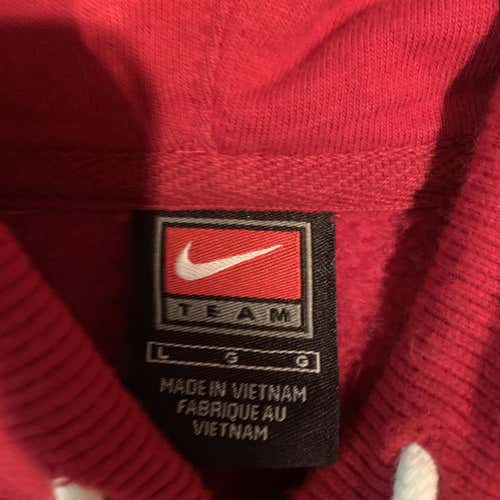 TEAM
L G G
MADE IN VIETNAM
FABRIQUE AU
VIETNAM